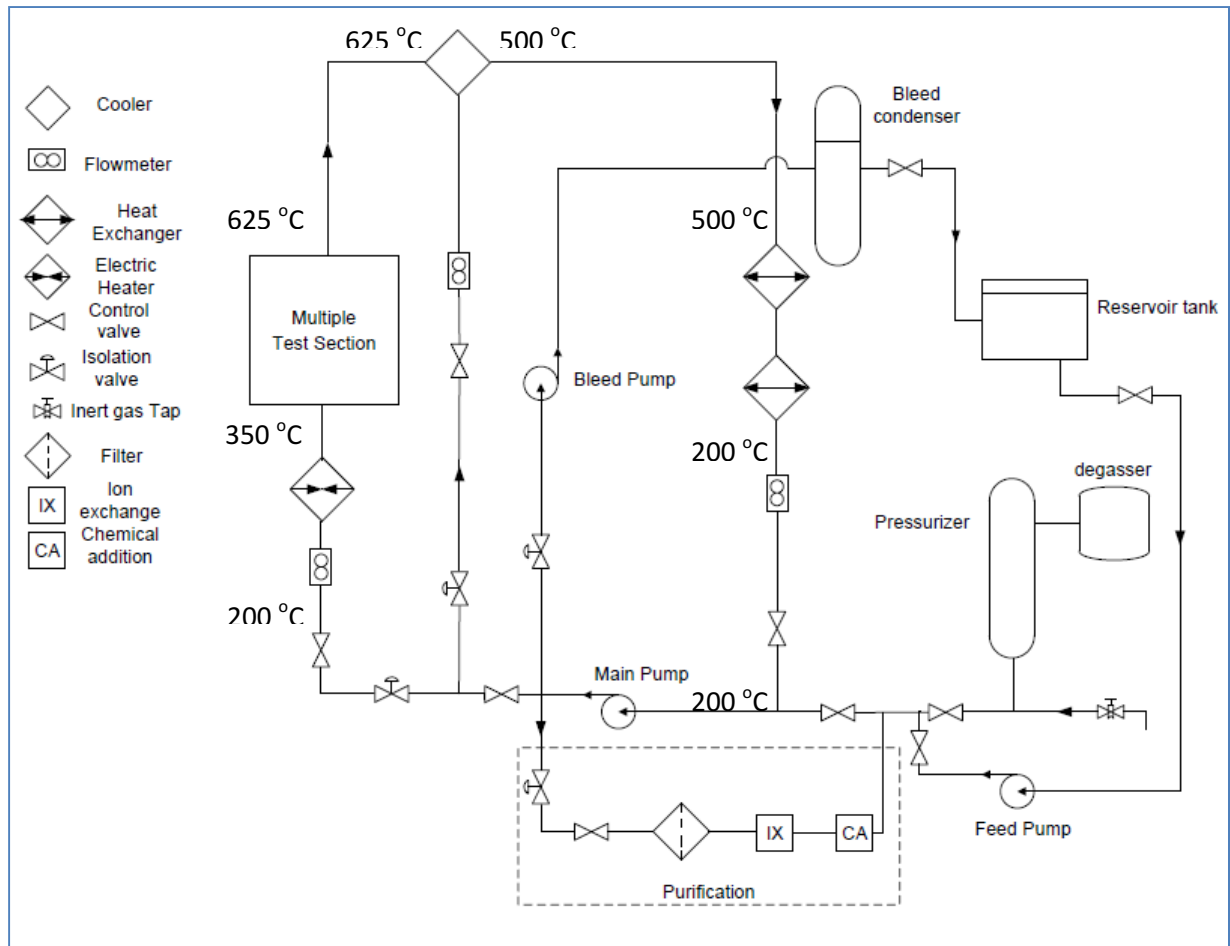 625 °C
500 °C
Cooler
Flowmeter
Heat
Exchanger
Electric
Heater
Control
valve
Isolation
valve
Inert gas Tap
Filter
IX
Ion
exchange
CA
Chemical
addition
625 °C
Multiple
Test Section
350 °C
200 °C
Bleed
condenser
500 °C
Reservoir tank
Bleed Pump
200 °C
degasser
Pressurizer
Main Pump
200 °C
Feed Pump
IX
CA
Purification